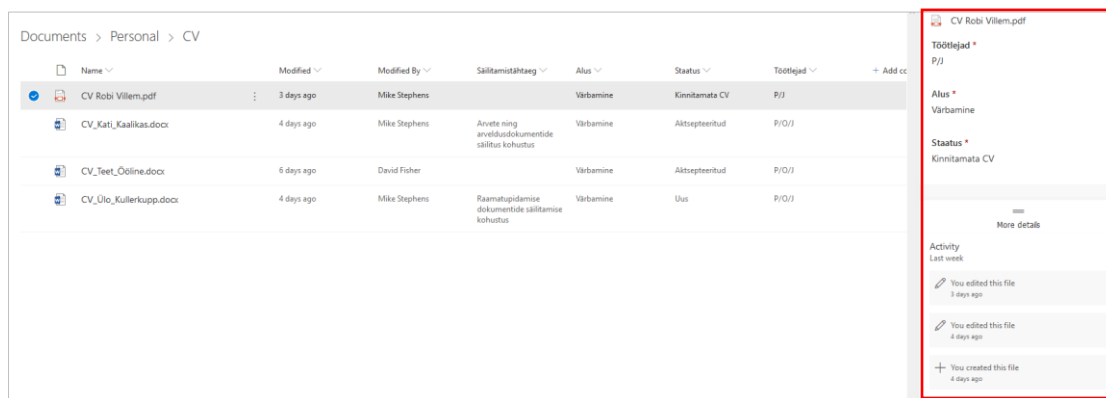 Documents > Personal > CV
Name Modified Modified By Säilitamistähtaeg Alus Staatus Töötlejad + Add cc
CV Robi Villem.pdf 3 days ago Mike Stephens Värbamine Kinnitamata CV P/J
CV_Kati_Kaalikas.docx 4 days ago Mike Stephens Arvete ning Värbamine Aktsepteeritud P/O/J
arveldusdokumentide
säilitus kohustus
CV_Teet_Ööline.docx 6 days ago David Fisher Värbamine Aktsepteeritud P/O/J
CV_Ülo_Kullerkupp.docx 4 days ago Mike Stephens Raamatupidamise Värbamine Uus P/O/J
dokumentide säilitamise
kohustus
CV Robi Villem.pdf
Töötlejad *
P/J
Alus *
Värbamine
Staatus *
Kinnitamata CV
More details
Activity
Last week
You edited this file
3 days ago
You edited this file
4 days ago
You created this file
4 days ago